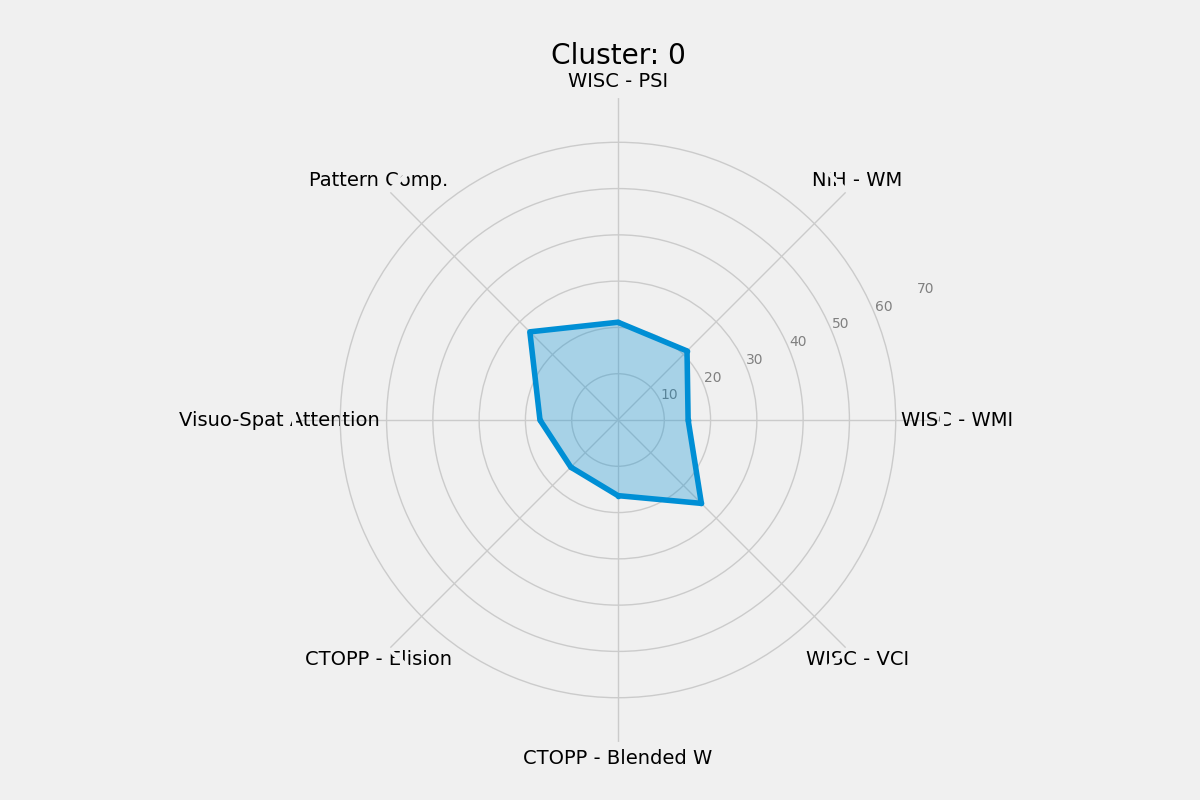 Cluster: 0
WISC - PSI
Pattern Comp.
NIH - WM
70
60
50
40
30
20
10
Visuo-Spat Attention
WISC - WMI
CTOPP - Elision
WISC - VCI
CTOPP - Blended W